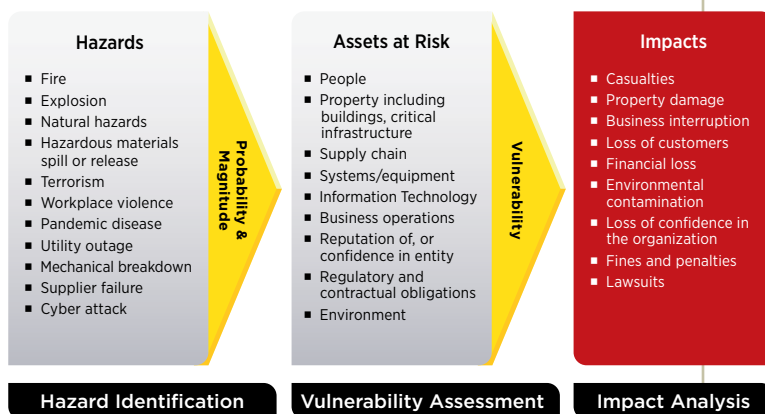 Hazards
■ Fire
■ Explosion
■ Natural hazards
■ Hazardous materials
spill or release
■ Terrorism
■ Workplace violence
■ Pandemic disease
■ Utility outage
■ Mechanical breakdown
■ Supplier failure
■ Cyber attack
Probability &
Magnitude
Assets at Risk
■ People
■ Property including
buildings, critical
infrastructure
■ Supply chain
■ Systems/equipment
■ Information Technology
■ Business operations
■ Reputation of, or
confidence in entity
■ Regulatory and
contractual obligations
■ Environment
Vulnerability
Impacts
■ Casualties
■ Property damage
■ Business interruption
■ Loss of customers
■ Financial loss
■ Environmental
contamination
■ Loss of confidence in
the organization
■ Fines and penalties
■ Lawsuits
Hazard Identification
Vulnerability Assessment
Impact Analysis